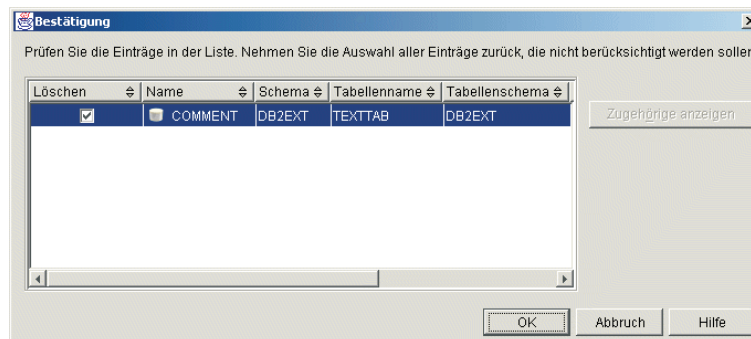 Bestätigung
Prüfen Sie die Einträge in der Liste. Nehmen Sie die Auswahl aller Einträge zurück, die nicht berücksichtigt werden soller
Löschen Name Schema Tabellenname Tabellenschema
COMMENT DB2EXT TEXTTAB DB2EXT
Zugehörige anzeigen
OK Abbruch Hilfe